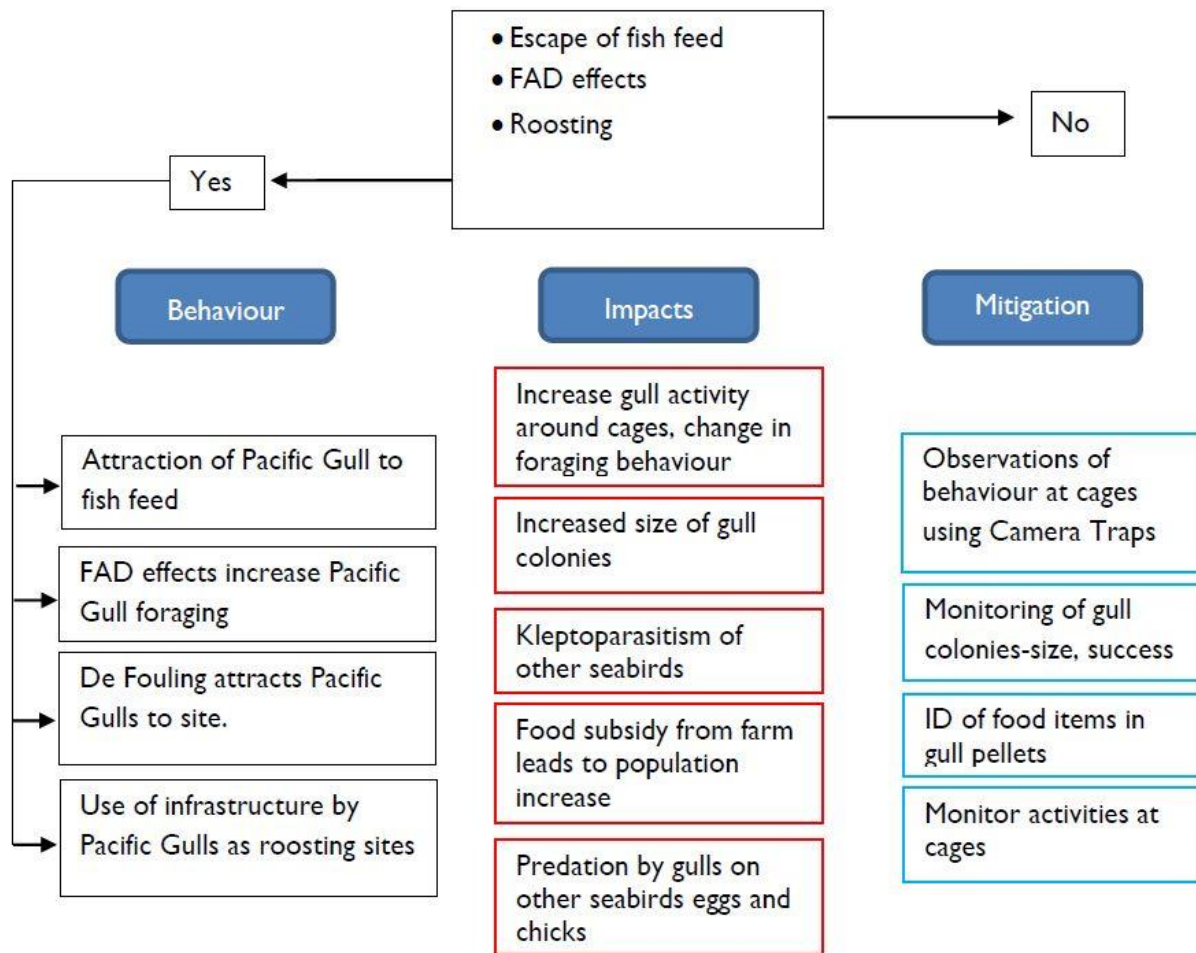 • Escape of fish feed
• FAD effects
• Roosting
No
Yes
Behaviour
Impacts
Mitigation
Attraction of Pacific Gull to
fish feed
FAD effects increase Pacific
Gull foraging
De Fouling attracts Pacific
Gulls to site.
Use of infrastructure by
Pacific Gulls as roosting sites
Increase gull activity
around cages, change in
foraging behaviour
Increased size of gull
colonies
Kleptoparasitism of
other seabirds
Food subsidy from farm
leads to population
increase
Predation by gulls on
other seabirds eggs and
chicks
Observations of
behaviour at cages
using Camera Traps
Monitoring of gull
colonies-size, success
ID of food items in
gull pellets
Monitor activities at
cages